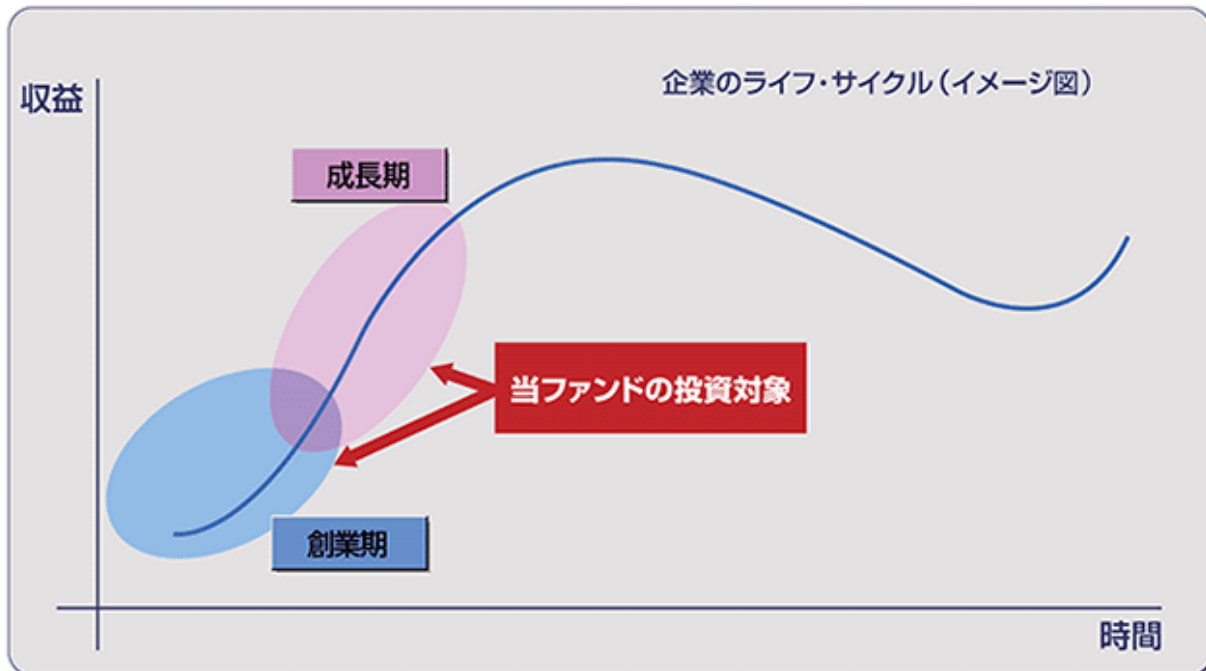 企業のライフ・サイクル（イメージ図）
収益
成長期
当ファンドの投資対象
創業期
時間